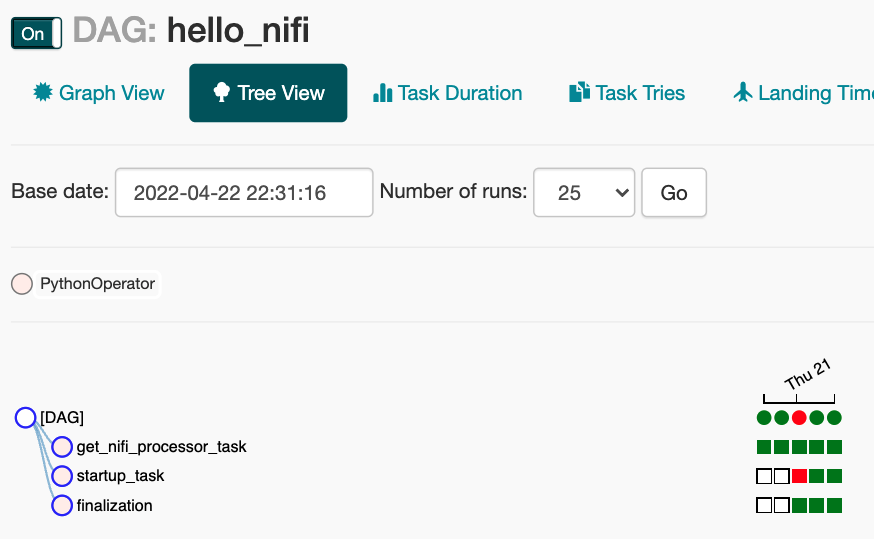 On DAG: hello_nifi
Graph View Tree View Task Duration Task Tries Landing Time
Base date: 2022-04-22 22:31:16 Number of runs: 25 Go
PythonOperator
Thu 21
[DAG]
get_nifi_processor_task
startup_task
finalization